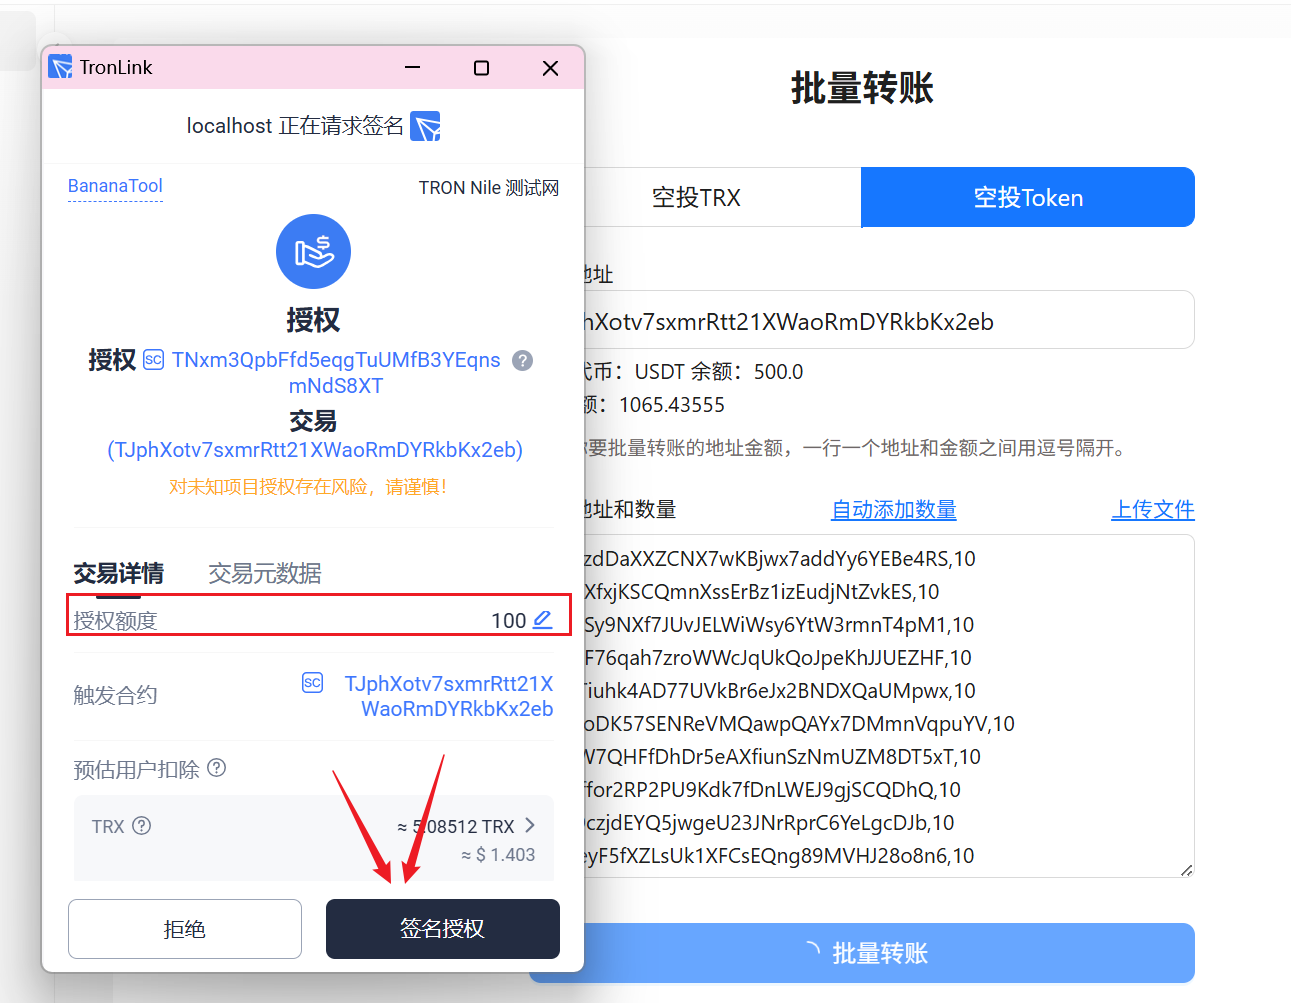 TronLink
localhost 正在请求签名
BananaTool
TRON Nile 测试网
授权
授权 SC TNxm3QpbFfd5eqgTuUMfB3YEqns
mNdS8XT
交易
(TJphXotv7sxmrRtt21XWaoRmDYRkbKx2eb)
对未知项目授权存在风险，请谨慎！
交易详情 交易元数据
授权额度 100
触发合约 SC TJphXotv7sxmrRtt21X
WaoRmDYRkbKx2eb
预估用户扣除
TRX ≈ 5.08512 TRX
≈ $ 1.403
拒绝 签名授权
批量转账
空投TRX 空投Token
地址
hXotv7sxmrRtt21XWaoRmDYRkbKx2eb
代币：USDT 余额：500.0
额：1065.43555
要批量转账的地址金额，一行一个地址和金额之间用逗号隔开。
地址和数量 自动添加数量 上传文件
zdDaXXZCNX7wKBjwx7addYy6YEBe4RS,10
XfxjKSCQmnXssErBz1izEudjNtZvkES,10
Sy9NXf7JUvJELWiWsy6YtW3rmnT4pM1,10
F76qah7zroWWcJqUkQoJpeKhJJUEZHF,10
iuhk4AD77UVkBr6eJx2BNDXQaUMpwx,10
oDK57SENReVMQawpQAYx7DMmnVqpuYV,10
W7QHFfDhDr5eAXfiunSzNmUZM8DT5xT,10
ffor2RP2PU9Kdk7fDnLWEJ9gjSCQDhQ,10
czjdEYQ5jwgeU23JNrRprC6YeLgcDJb,10
eyF5fXZLsUk1XFCsEQng89MVHJ28o8n6,10
批量转账